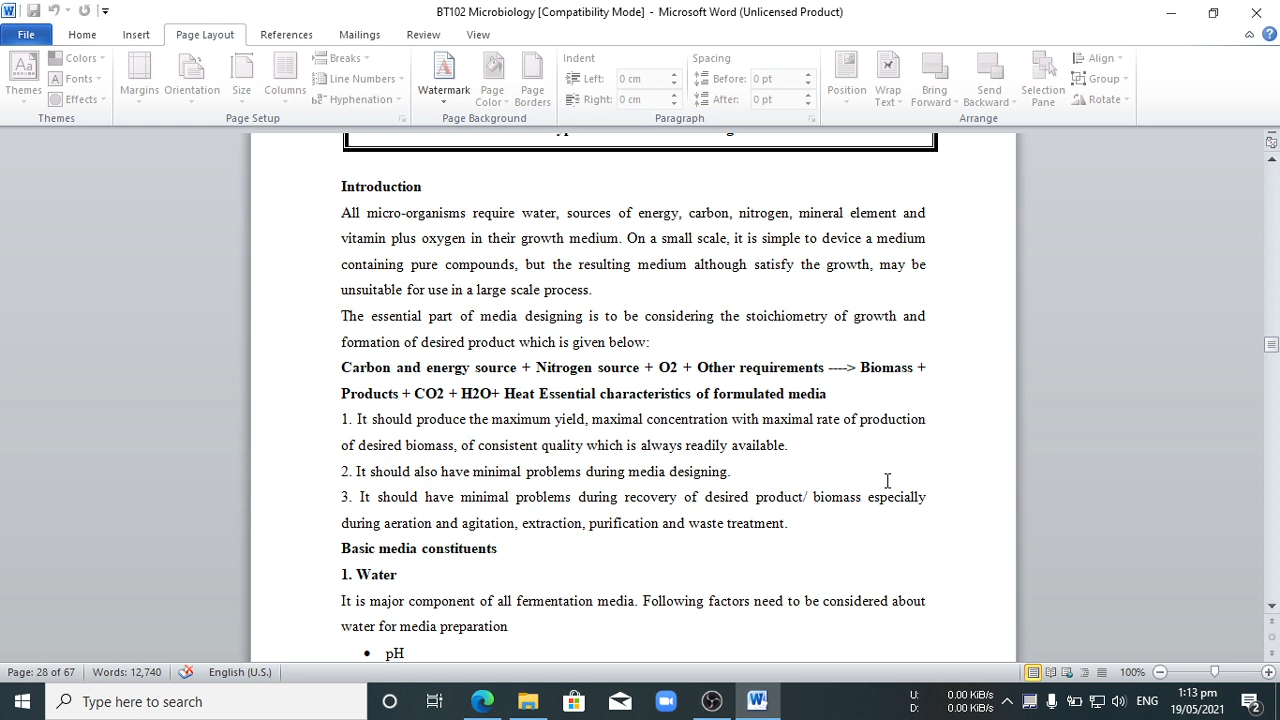 BT102 Microbiology [Compatibility Mode] - Microsoft Word (Unlicensed Product)
File Home Insert Page Layout References Mailings Review View
Themes Colors Fonts Effects Margins Orientation Size Columns Breaks Line Numbers Hyphenation Watermark Page Color Page Borders Indent Left: 0 cm Right: 0 cm Spacing Before: 0 pt After: 0 pt Position Wrap Text Bring Forward Send Backward Selection Pane Align Group Rotate
Themes Page Setup Page Background Paragraph Arrange
Introduction
All micro-organisms require water, sources of energy, carbon, nitrogen, mineral element and
vitamin plus oxygen in their growth medium. On a small scale, it is simple to device a medium
containing pure compounds, but the resulting medium although satisfy the growth, may be
unsuitable for use in a large scale process.
The essential part of media designing is to be considering the stoichiometry of growth and
formation of desired product which is given below:
Carbon and energy source + Nitrogen source + O2 + Other requirements ----> Biomass +
Products + CO2 + H2O+ Heat Essential characteristics of formulated media
1. It should produce the maximum yield, maximal concentration with maximal rate of production
of desired biomass, of consistent quality which is always readily available.
2. It should also have minimal problems during media designing.
3. It should have minimal problems during recovery of desired product/ biomass especially
during aeration and agitation, extraction, purification and waste treatment.
Basic media constituents
1. Water
It is major component of all fermentation media. Following factors need to be considered about
water for media preparation
• pH
Page: 28 of 67 Words: 12,740 English (U.S.) 100%
Type here to search
U: 0.00 KiB/s
D: 0.00 KiB/s
ENG
1:13 pm
19/05/2021
2